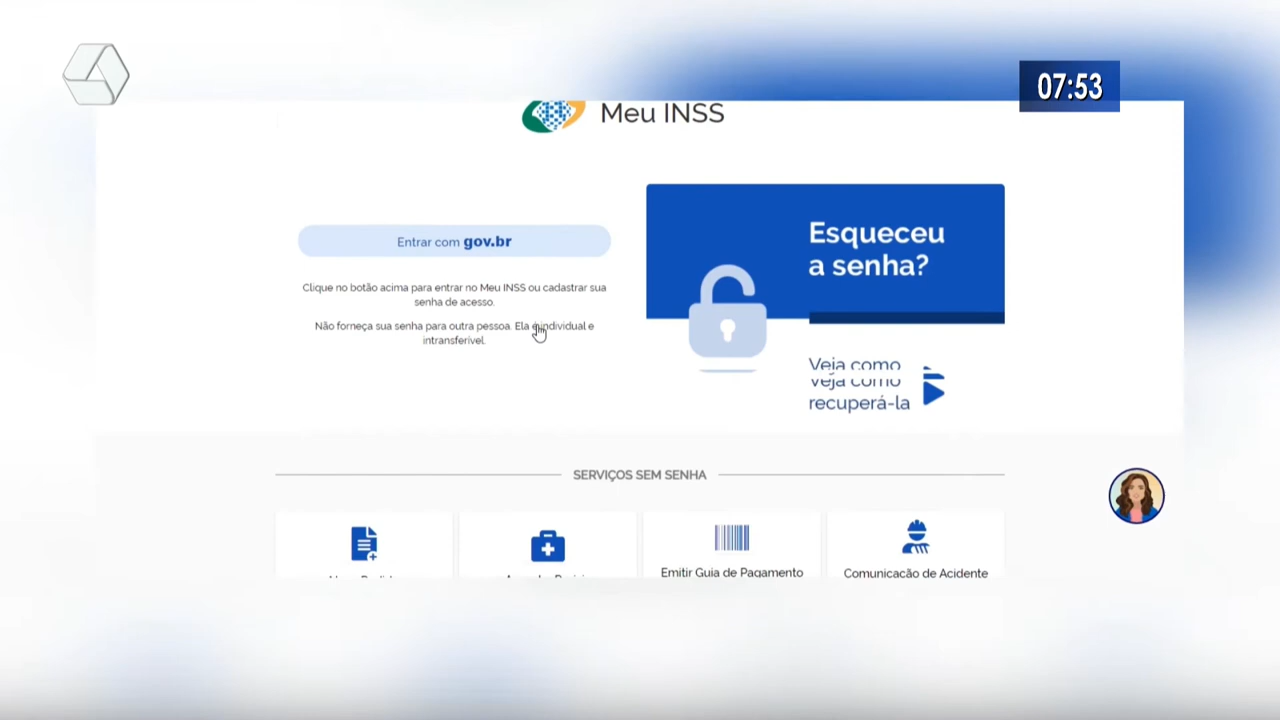 07:53
Meu INSS
Entrar com gov.br
Clique no botão acima para entrar no Meu INSS ou cadastrar sua
senha de acesso.
Não forneça sua senha para outra pessoa. Ela é individual e
intransferível.
Esqueceu
a senha?
Veja como
Veja como
recuperá-la
SERVIÇOS SEM SENHA
Emitir Guia de Pagamento
Comunicação de Acidente